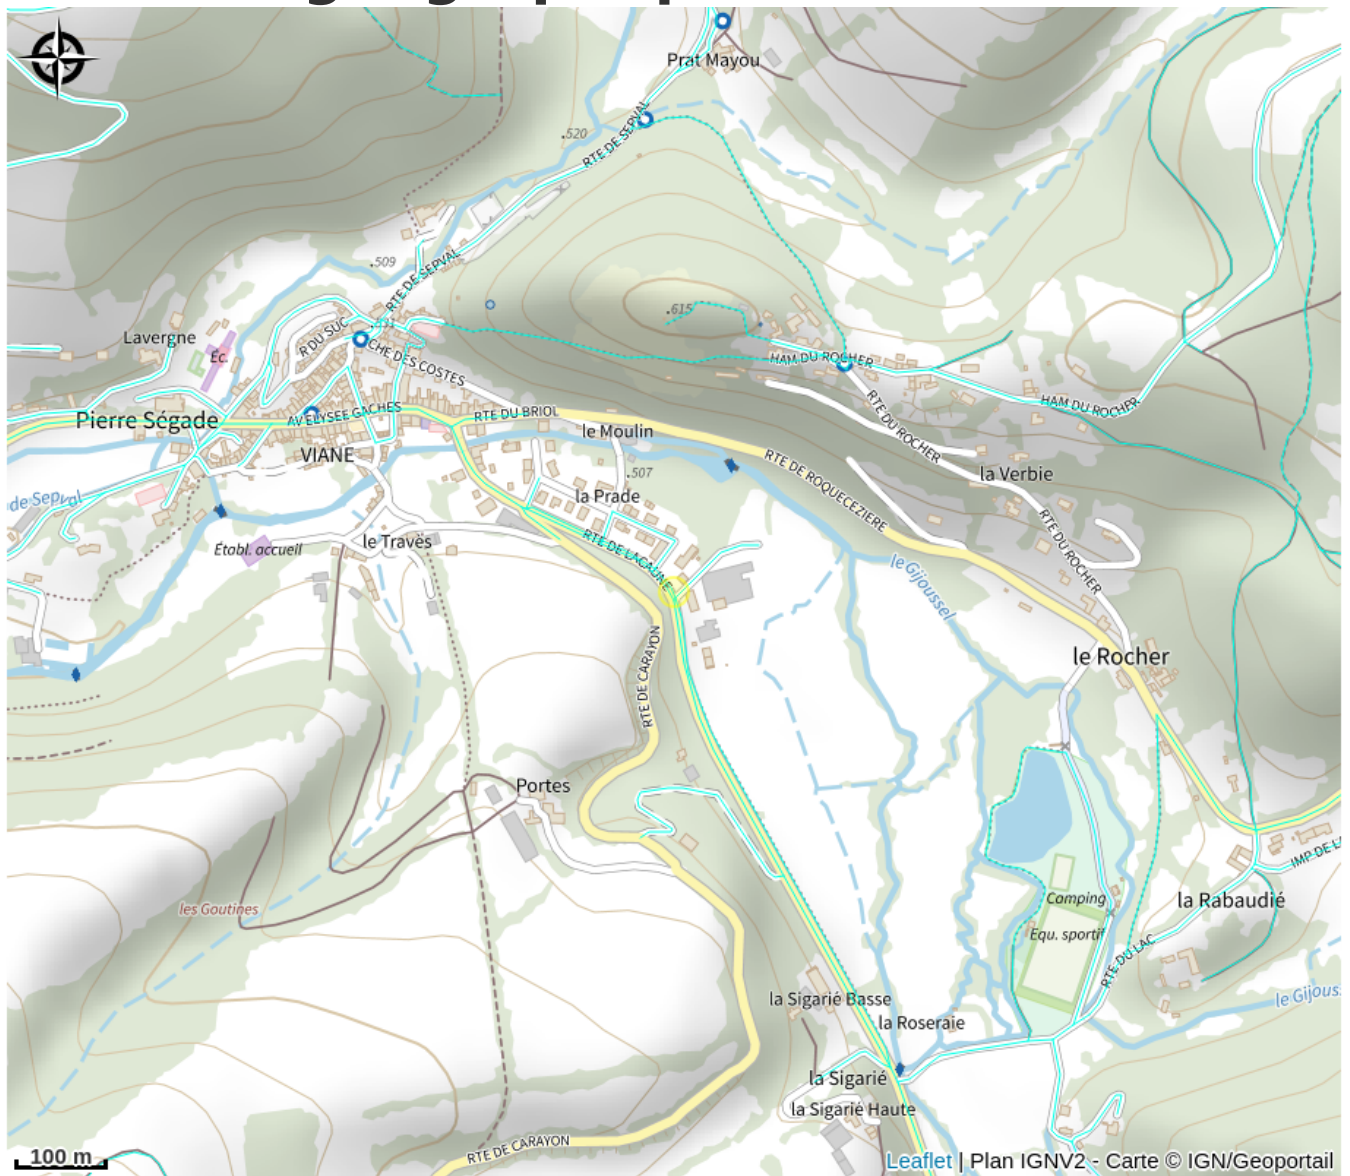 Prat Mayou
.520
RTE DE SERVAL
.509
RTE DE SERVAL
.615
Lavergne
Éc.
R DU SUC
CHE DES COSTES
HAM DU ROCHER
HAM DU ROCHER
Pierre Ségade
AV ELYSEE GACHES
RTE DU BRIOL
le Moulin
RTE DU ROCHER
VIANE
.507
RTE DE ROQUECEZIERE
la Verbie
de Serval
la Prade
RTE DU ROCHER
Établ. accueil
le Travès
RTE DE LACAUNE
le Gijoussel
RTE DE CARAYON
le Rocher
Portes
les Goutines
IMP DE LA
Camping
la Rabaudié
Equ. sportif
RTE DU LAC
la Sigarié Basse
le Gijous
la Roseraie
la Sigarié
la Sigarié Haute
RTE DE CARAYON
100 m
Leaflet | Plan IGNV2 - Carte © IGN/Geoportail